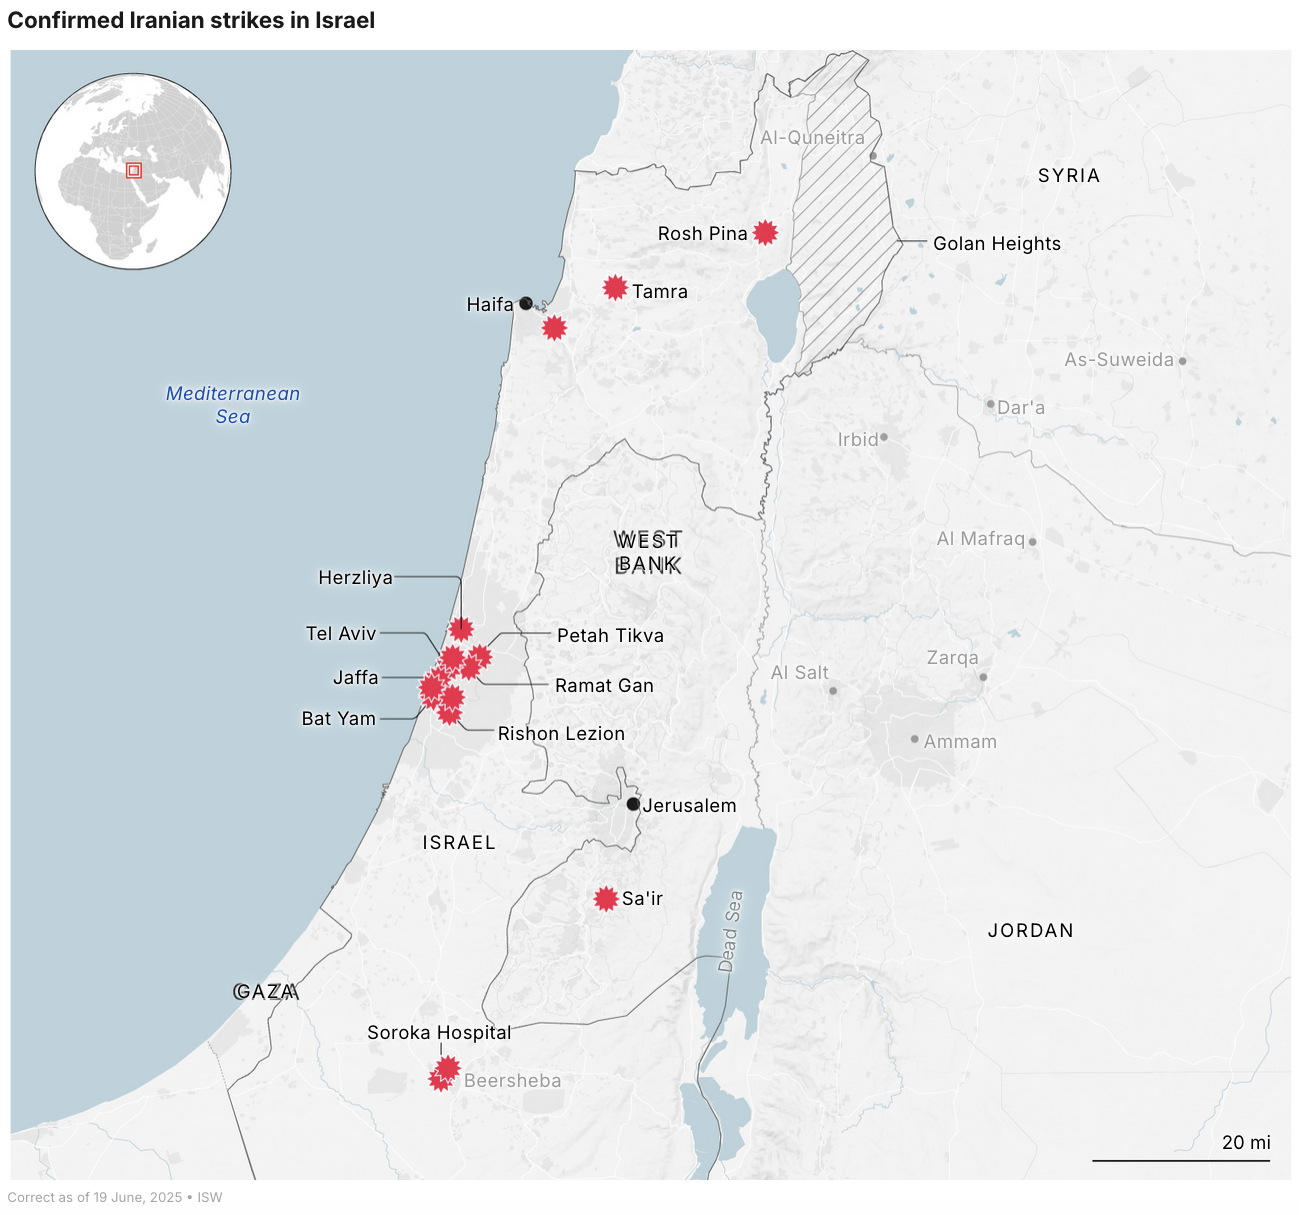 Confirmed Iranian strikes in Israel
Al-Quneitra
SYRIA
Rosh Pina
Golan Heights
Tamra
Haifa
As-Suweida
Mediterranean
Sea
Dar'a
Irbid
WEST
BANK
Al Mafraq
Herzliya
Tel Aviv
Petah Tikva
Zarqa
Jaffa
Al Salt
Ramat Gan
Bat Yam
Rishon Lezion
Ammam
Jerusalem
ISRAEL
Sa'ir
Dead Sea
JORDAN
GAZA
Soroka Hospital
Beersheba
20 mi
Correct as of 19 June, 2025 • ISW